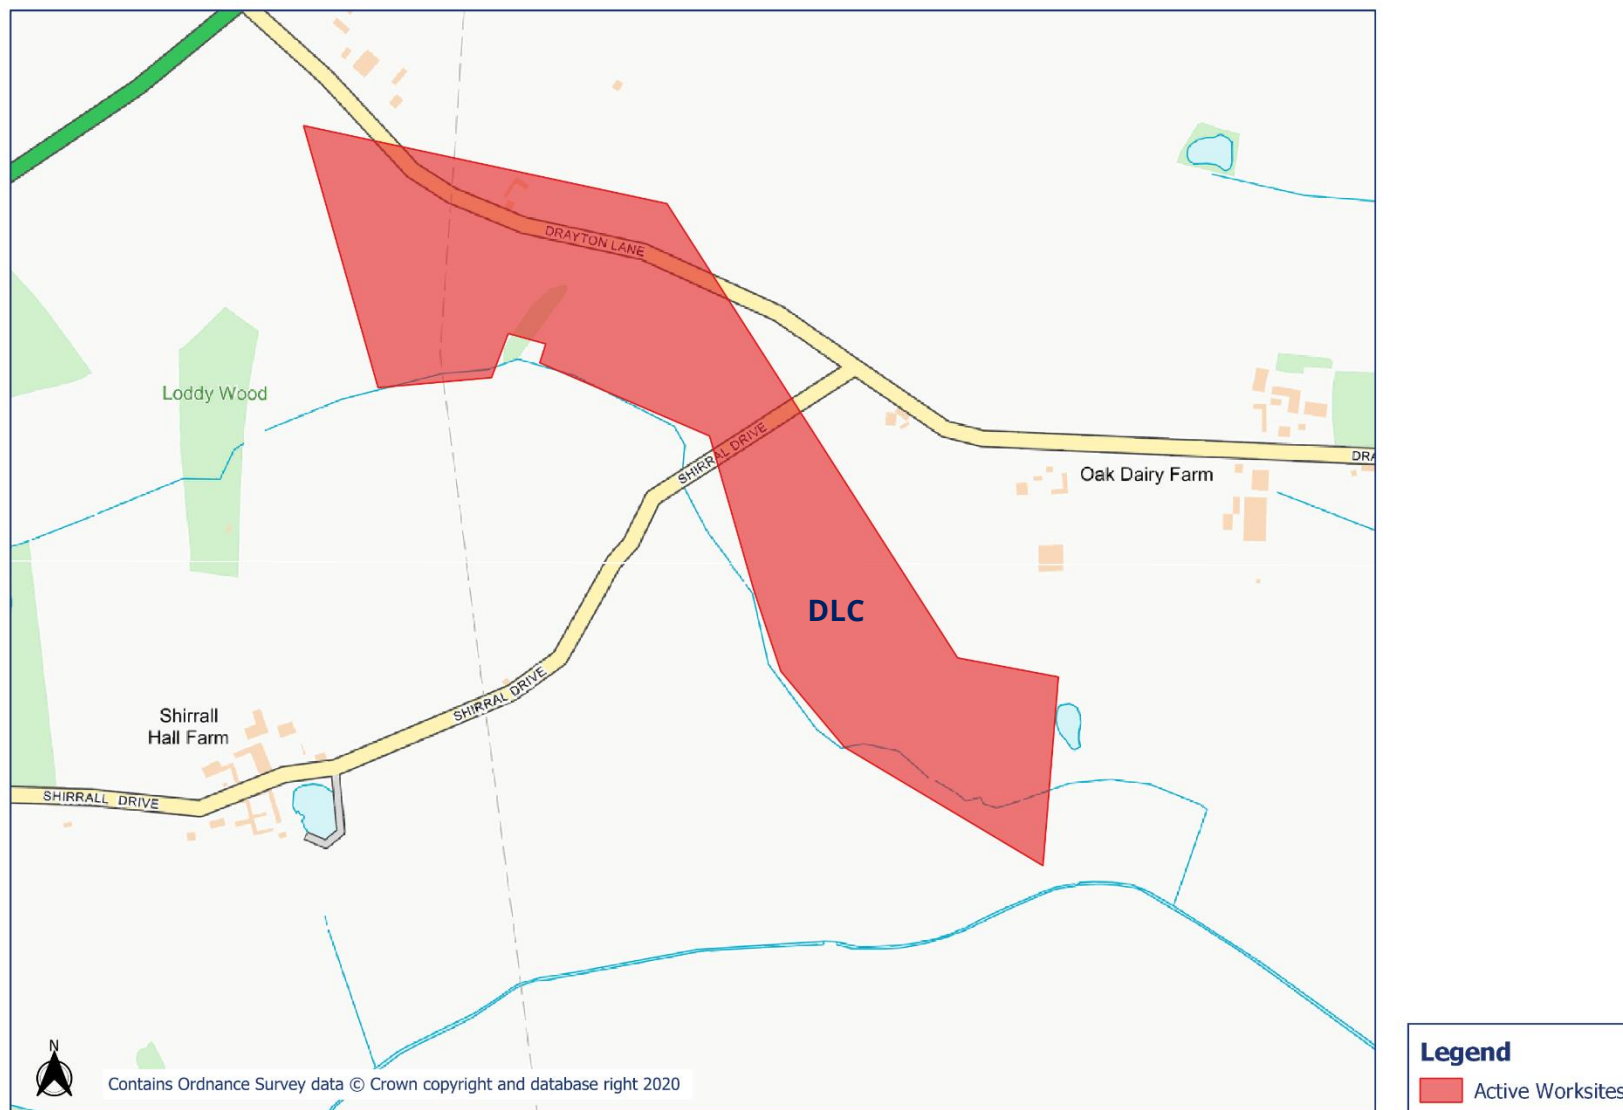 DRAYTON LANE
Loddy Wood
SHIRRAL DRIVE
DRA
Oak Dairy Farm
DLC
SHIRRAL DRIVE
Shirrall
Hall Farm
SHIRRALL DRIVE
N
Contains Ordnance Survey data © Crown copyright and database right 2020
Legend
Active Worksites